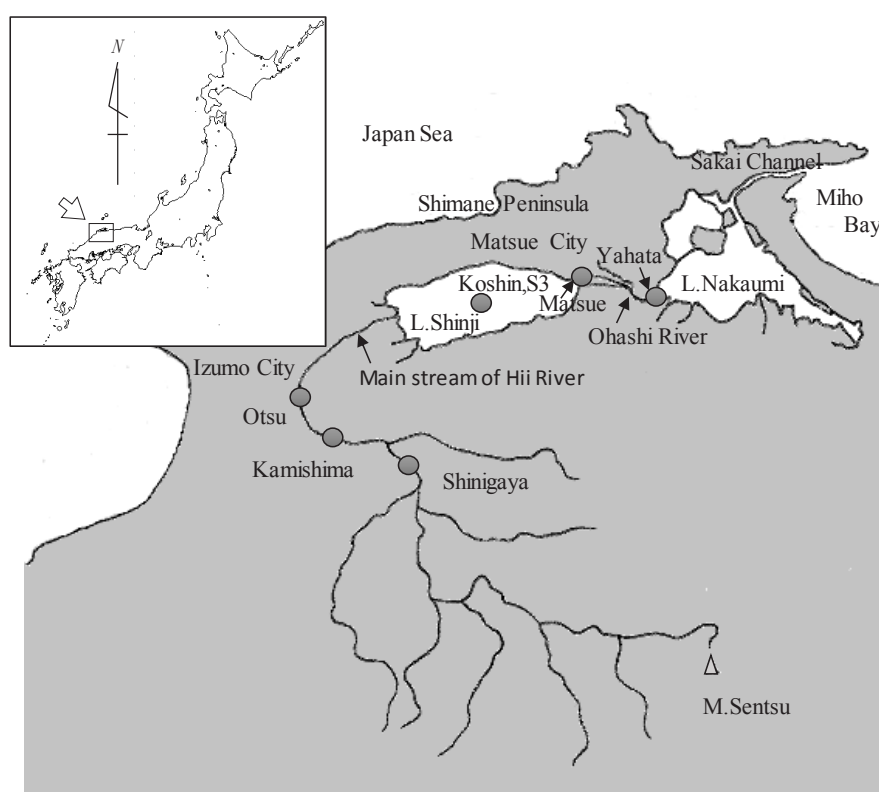 N
Japan Sea
Sakai Channel
Shimane Peninsula
Miho
Bay
Matsue City
Yahata
Koshin,S3
L.Nakaumi
Matsue
L.Shinji
Ohashi River
Izumo City
Main stream of Hii River
Otsu
Kamishima
Shinigaya
M.Sentsu